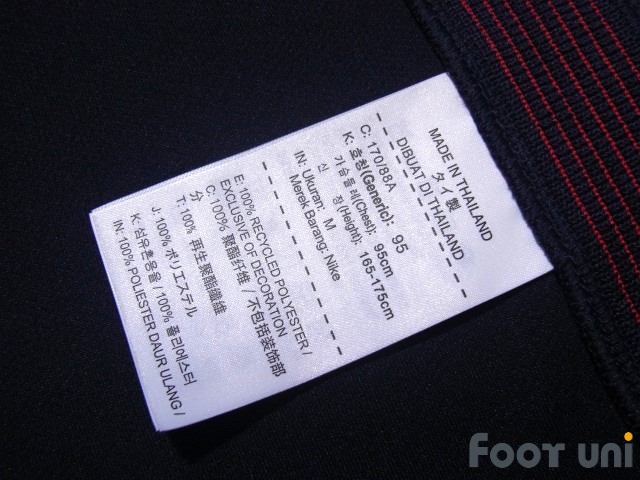 MADE IN THAILAND
タイ製
DIBUAT DI THAILAND
C: 170/88A
K: 호칭(Generic): 95
가슴둘레(Chest): 95cm
신 장(Height): 165-175cm
IN: Ukuran: M
Merek Barang: Nike
E: 100% RECYCLED POLYESTER /
EXCLUSIVE OF DECORATION
C: 100% 聚酯纤维 / 不包括装饰部
分
T: 100% 再生聚酯纖維
J: 100% ポリエステル
K: 섬유혼용율 / 100% 폴리에스터
IN: 100% POLIESTER DAUR ULANG /
FOOT UNI